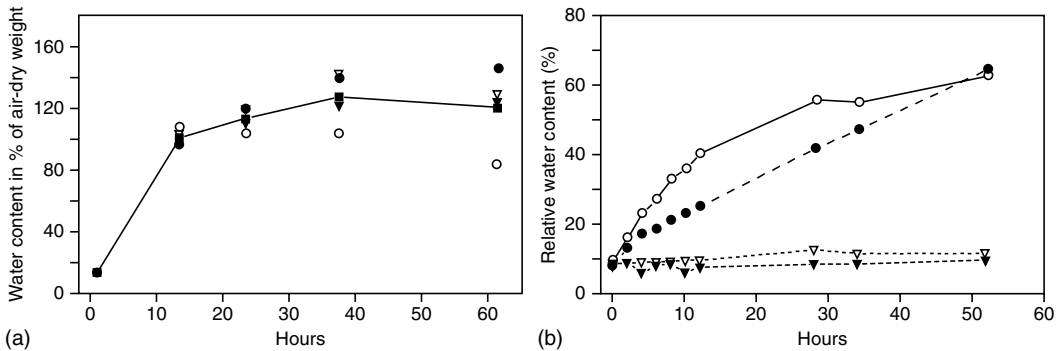 Water content in % of air-dry weight
160
120
80
40
0
0 10 20 30 40 50 60
Hours
(a)
(b)
Relative water content (%)
80
60
40
20
0
0 10 20 30 40 50 60
Hours